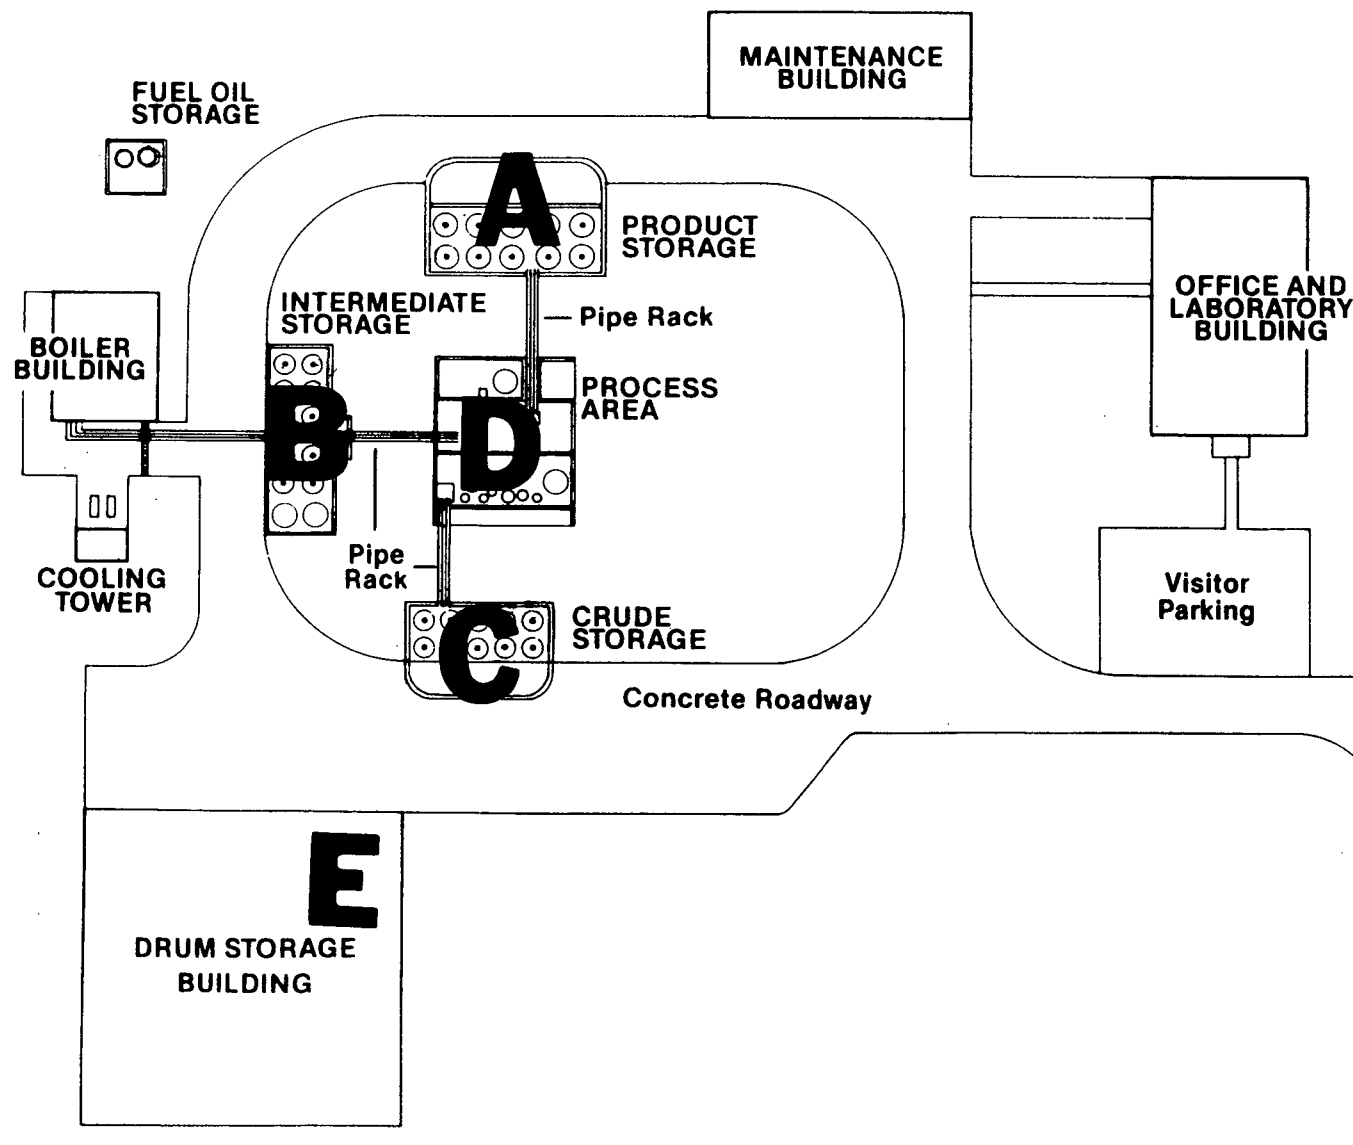 MAINTENANCE
BUILDING
FUEL OIL
STORAGE
A
PRODUCT
STORAGE
OFFICE AND
LABORATORY
BUILDING
INTERMEDIATE
STORAGE
Pipe Rack
BOILER
BUILDING
PROCESS
AREA
B
D
Pipe
Rack
COOLING
TOWER
Visitor
Parking
C
CRUDE
STORAGE
Concrete Roadway
E
DRUM STORAGE
BUILDING